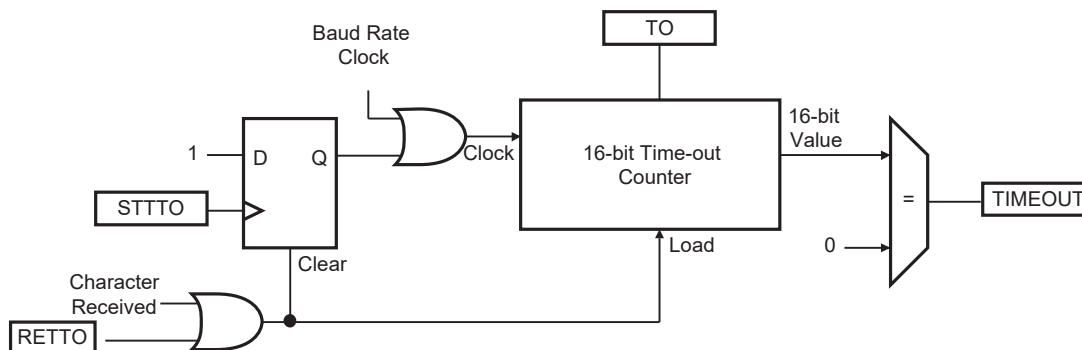 TO
Baud Rate
Clock
16-bit
Value
1
D
Q
Clock
16-bit Time-out
Counter
STTTO
=
TIMEOUT
Clear
Load
0
Character
Received
RETTO